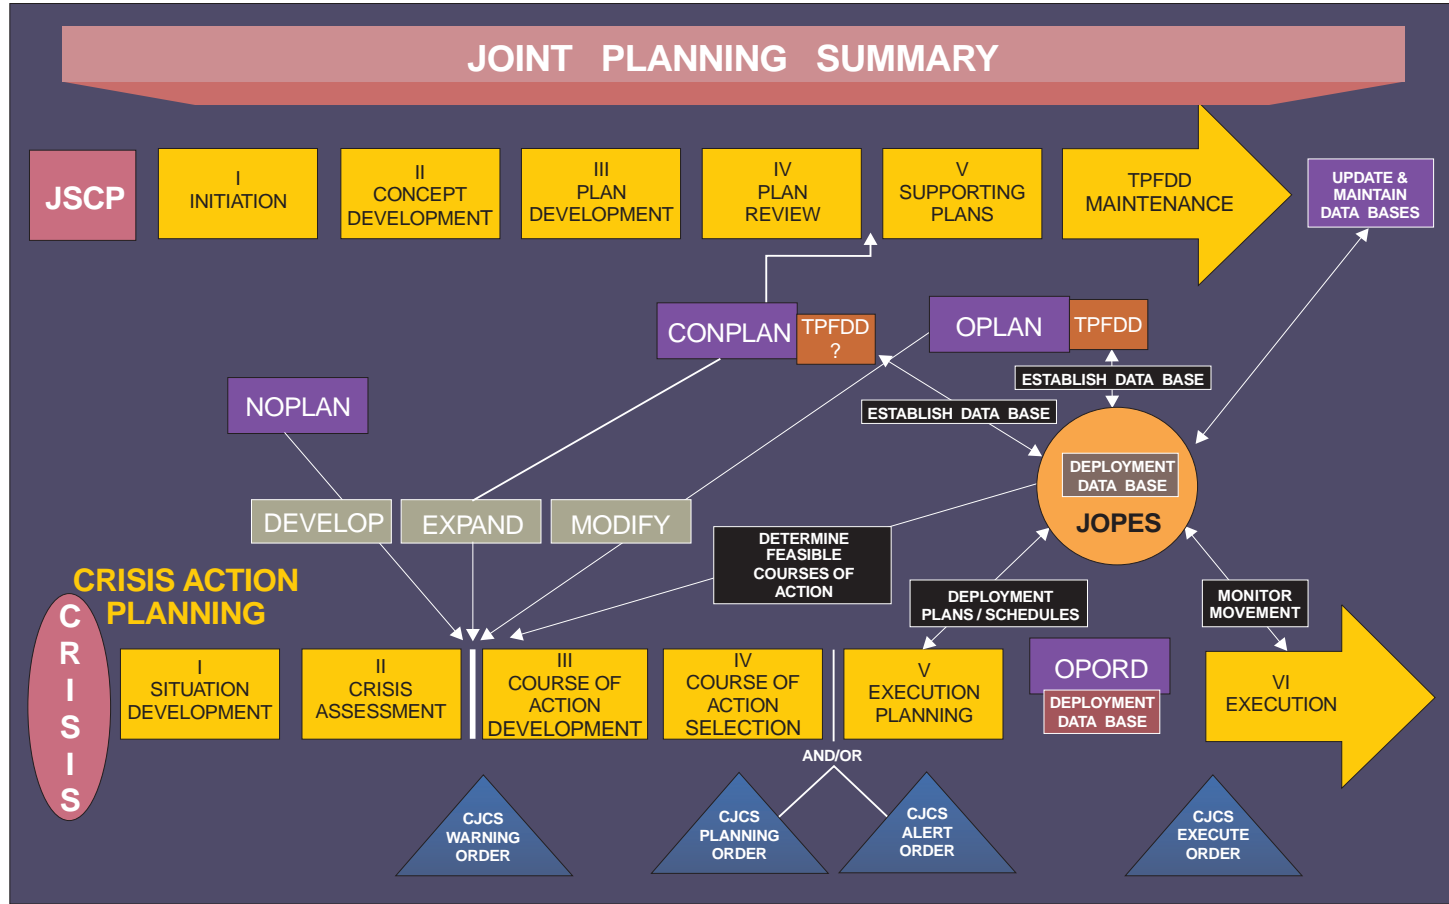 JOINT PLANNING SUMMARY
JSCP
I
INITIATION
II
CONCEPT
DEVELOPMENT
III
PLAN
DEVELOPMENT
IV
PLAN
REVIEW
V
SUPPORTING
PLANS
TPFDD
MAINTENANCE
UPDATE &
MAINTAIN
DATA BASES
CONPLAN
TPFDD
?
OPLAN
TPFDD
ESTABLISH DATA BASE
ESTABLISH DATA BASE
NOPLAN
DEVELOP
EXPAND
MODIFY
DETERMINE
FEASIBLE
COURSES OF
ACTION
DEPLOYMENT
DATA BASE
JOPES
DEPLOYMENT
PLANS / SCHEDULES
MONITOR
MOVEMENT
CRISIS ACTION
PLANNING
C
R
I
S
I
S
I
SITUATION
DEVELOPMENT
II
CRISIS
ASSESSMENT
III
COURSE OF
ACTION
DEVELOPMENT
IV
COURSE OF
ACTION
SELECTION
V
EXECUTION
PLANNING
OPORD
DEPLOYMENT
DATA BASE
VI
EXECUTION
AND/OR
CJCS
WARNING
ORDER
CJCS
PLANNING
ORDER
CJCS
ALERT
ORDER
CJCS
EXECUTE
ORDER